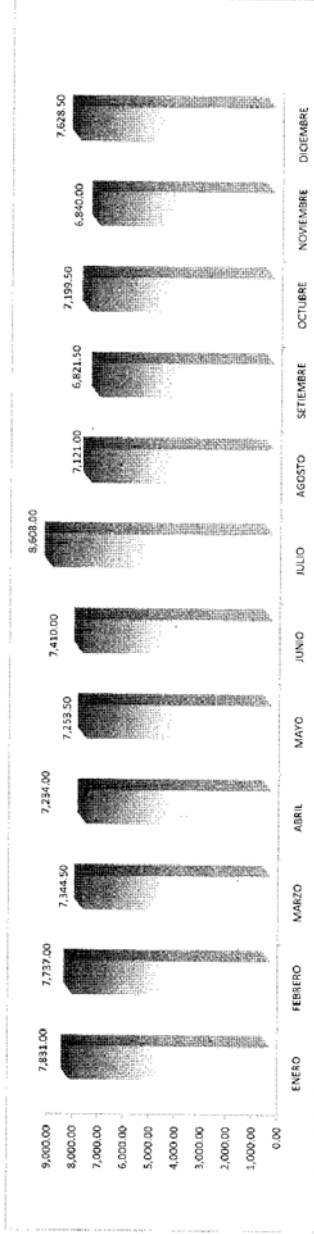 9,000.00
8,000.00
7,000.00
6,000.00
5,000.00
4,000.00
3,000.00
2,000.00
1,000.00
0.00
7,831.00
7,737.00
7,344.50
7,234.00
7,253.50
7,410.00
8,608.00
7,121.00
6,821.50
7,199.50
6,840.00
7,628.50
ENERO
FEBRERO
MARZO
ABRIL
MAYO
JUNIO
JULIO
AGOSTO
SETIEMBRE
OCTUBRE
NOVIEMBRE
DICIEMBRE